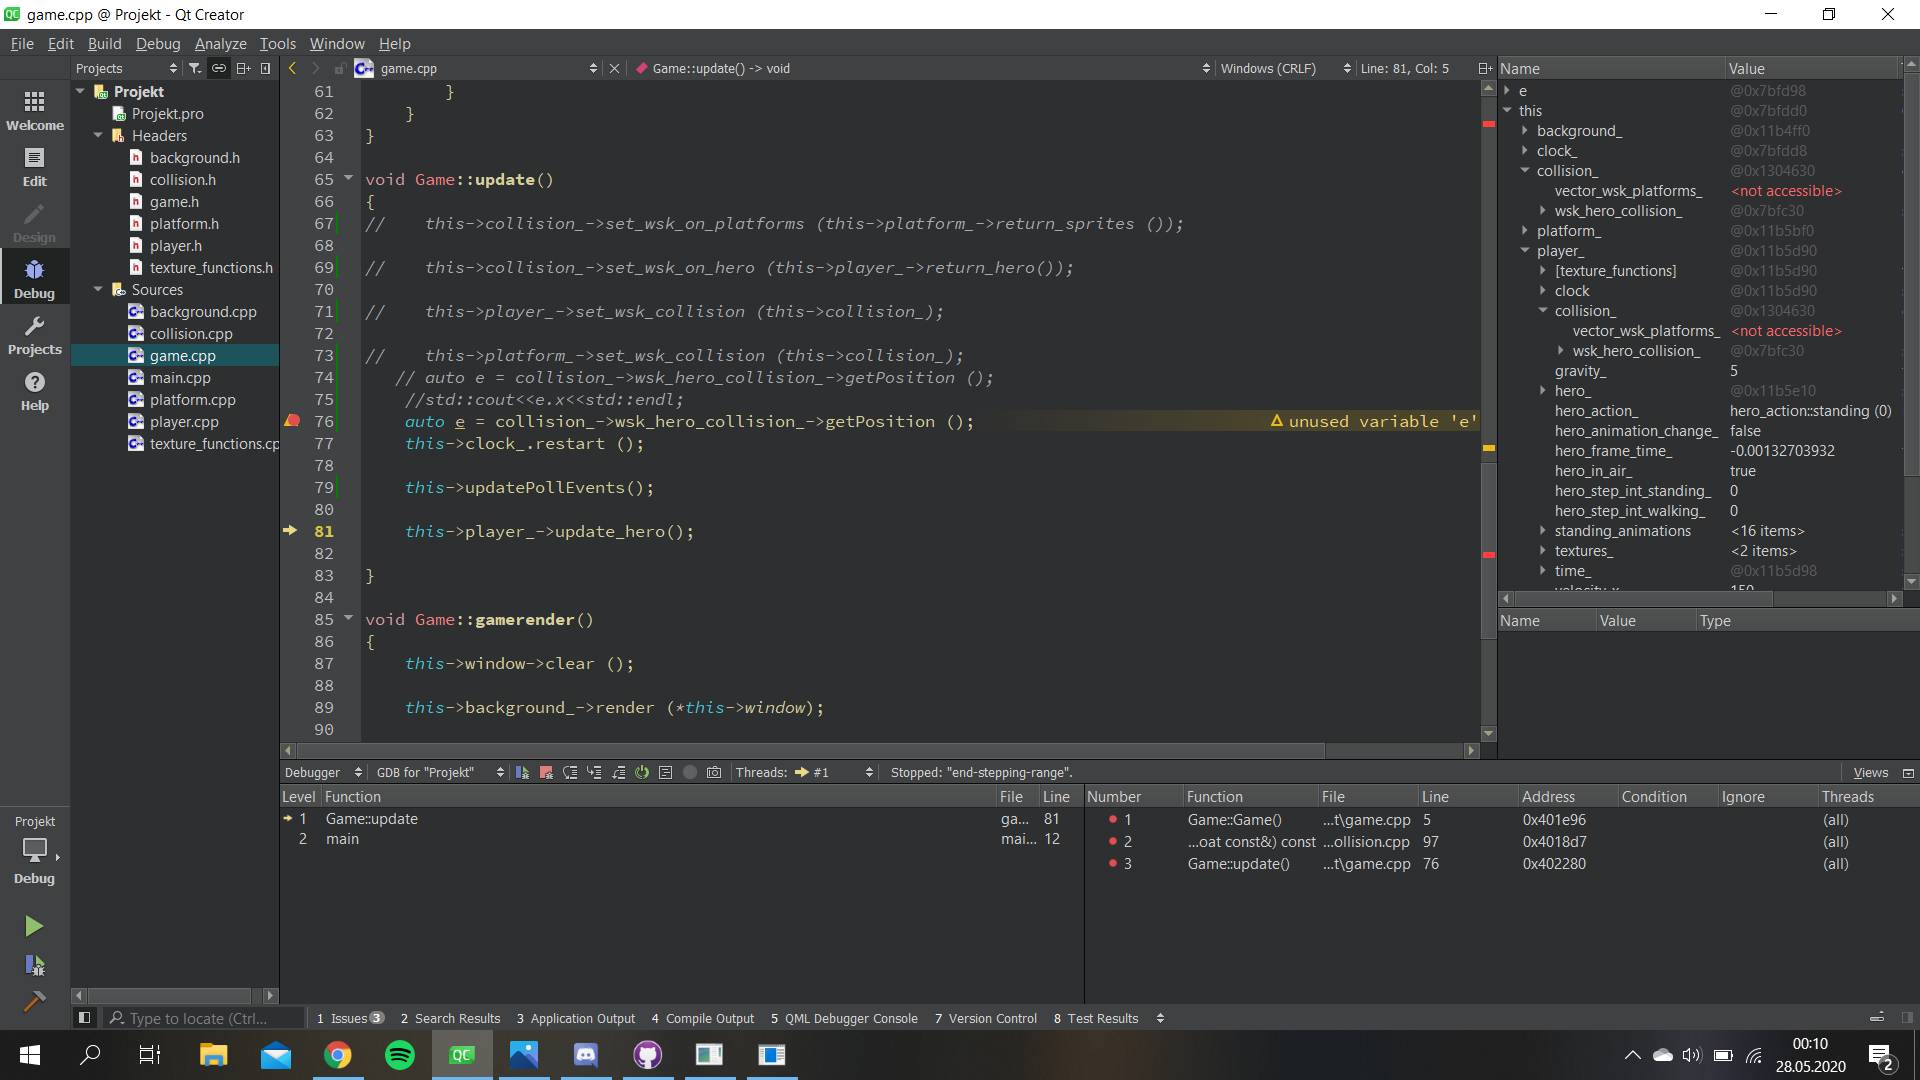 game.cpp @ Projekt - Qt Creator
File Edit Build Debug Analyze Tools Window Help
Projects
game.cpp
Game::update() -> void
Windows (CRLF)
Line: 81, Col: 5
Welcome
Edit
Design
Debug
Projects
Help
Projekt
Debug
Projekt
Projekt.pro
Headers
background.h
collision.h
game.h
platform.h
player.h
texture_functions.h
Sources
background.cpp
collision.cpp
game.cpp
main.cpp
platform.cpp
player.cpp
texture_functions.cp
61 }
62 }
63 }
64
65 void Game::update()
66 {
67 //    this->collision_->set_wsk_on_platforms (this->platform_->return_sprites ());
68
69 //    this->collision_->set_wsk_on_hero (this->player_->return_hero());
70
71 //    this->player_->set_wsk_collision (this->collision_);
72
73 //    this->platform_->set_wsk_collision (this->collision_);
74 // auto e = collision_->wsk_hero_collision_->getPosition ();
75 //std::cout<<e.x<<std::endl;
76 auto e = collision_->wsk_hero_collision_->getPosition (); unused variable 'e'
77 this->clock_.restart ();
78
79 this->updatePollEvents();
80
81 this->player_->update_hero();
82
83 }
84
85 void Game::gamerender()
86 {
87 this->window->clear ();
88
89 this->background_->render (*this->window);
90
Name Value
e @0x7bfd98
this @0x7bfdd0
background_ @0x11b4ff0
clock_ @0x7bfdd8
collision_ @0x1304630
vector_wsk_platforms_ <not accessible>
wsk_hero_collision_ @0x7bfc30
platform_ @0x11b5bf0
player_ @0x11b5d90
[texture_functions] @0x11b5d90
clock @0x11b5d90
collision_ @0x1304630
vector_wsk_platforms_ <not accessible>
wsk_hero_collision_ @0x7bfc30
gravity_ 5
hero_ @0x11b5e10
hero_action_ hero_action::standing (0)
hero_animation_change_ false
hero_frame_time_ -0.00132703932
hero_in_air_ true
hero_step_int_standing_ 0
hero_step_int_walking_ 0
standing_animations <16 items>
textures_ <2 items>
time_ @0x11b5d98
velocity_x 150
Name Value Type
Debugger GDB for "Projekt" Threads: #1 Stopped: "end-stepping-range". Views
Level Function File Line
1 Game::update ga... 81
2 main mai... 12
Number Function File Line Address Condition Ignore Threads
1 Game::Game() ...t\game.cpp 5 0x401e96 (all)
2 ...oat const&) const ...ollision.cpp 97 0x4018d7 (all)
3 Game::update() ...t\game.cpp 76 0x402280 (all)
Type to locate (Ctrl...
1 Issues 3 2 Search Results 3 Application Output 4 Compile Output 5 QML Debugger Console 7 Version Control 8 Test Results
00:10
28.05.2020
2